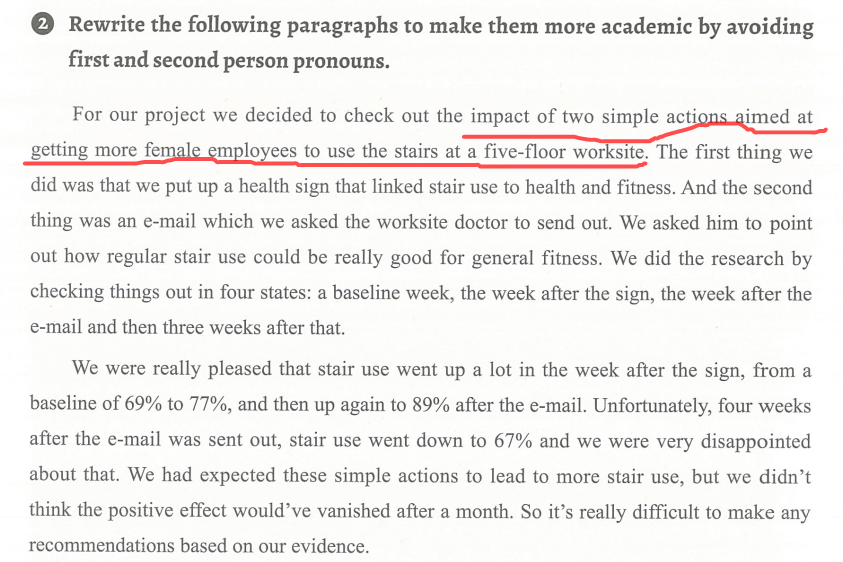 2 Rewrite the following paragraphs to make them more academic by avoiding
first and second person pronouns.
For our project we decided to check out the impact of two simple actions aimed at
getting more female employees to use the stairs at a five-floor worksite. The first thing we
did was that we put up a health sign that linked stair use to health and fitness. And the second
thing was an e-mail which we asked the worksite doctor to send out. We asked him to point
out how regular stair use could be really good for general fitness. We did the research by
checking things out in four states: a baseline week, the week after the sign, the week after the
e-mail and then three weeks after that.
We were really pleased that stair use went up a lot in the week after the sign, from a
baseline of 69% to 77%, and then up again to 89% after the e-mail. Unfortunately, four weeks
after the e-mail was sent out, stair use went down to 67% and we were very disappointed
about that. We had expected these simple actions to lead to more stair use, but we didn't
think the positive effect would've vanished after a month. So it's really difficult to make any
recommendations based on our evidence.